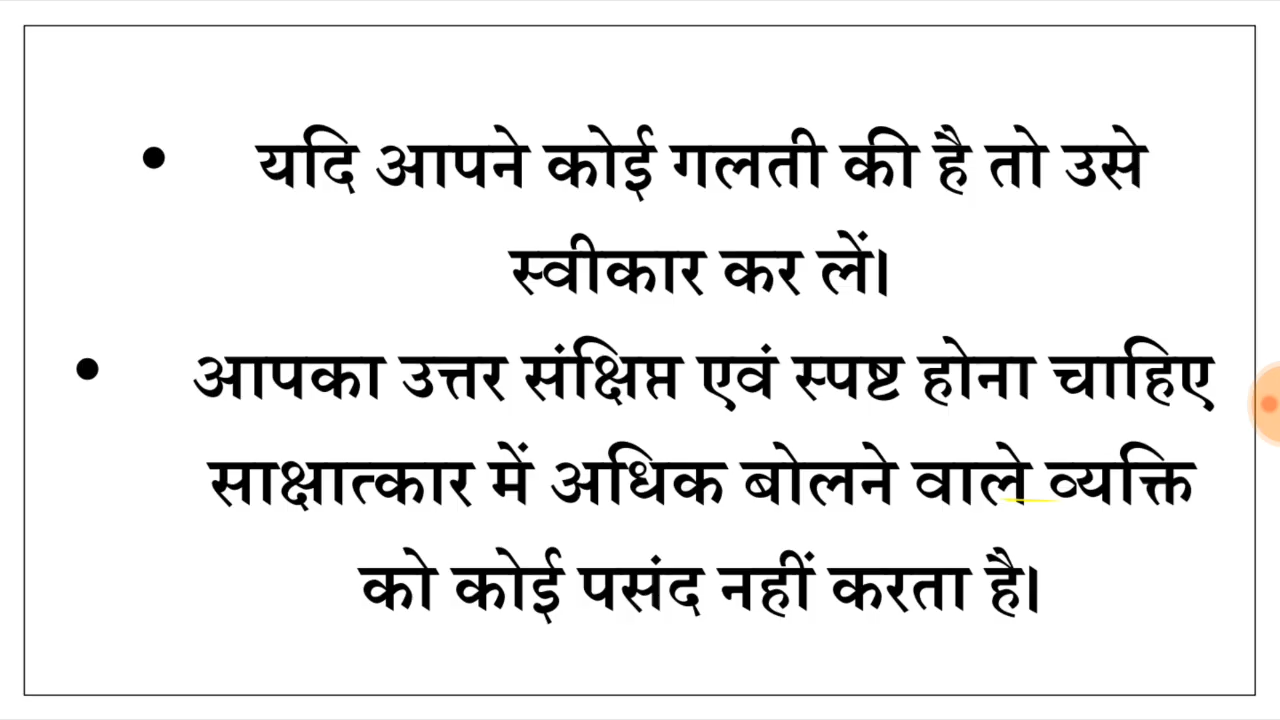 • यदि आपने कोई गलती की है तो उसे
स्वीकार कर लें।
• आपका उत्तर संक्षिप्त एवं स्पष्ट होना चाहिए
साक्षात्कार में अधिक बोलने वाले व्यक्ति
को कोई पसंद नहीं करता है।